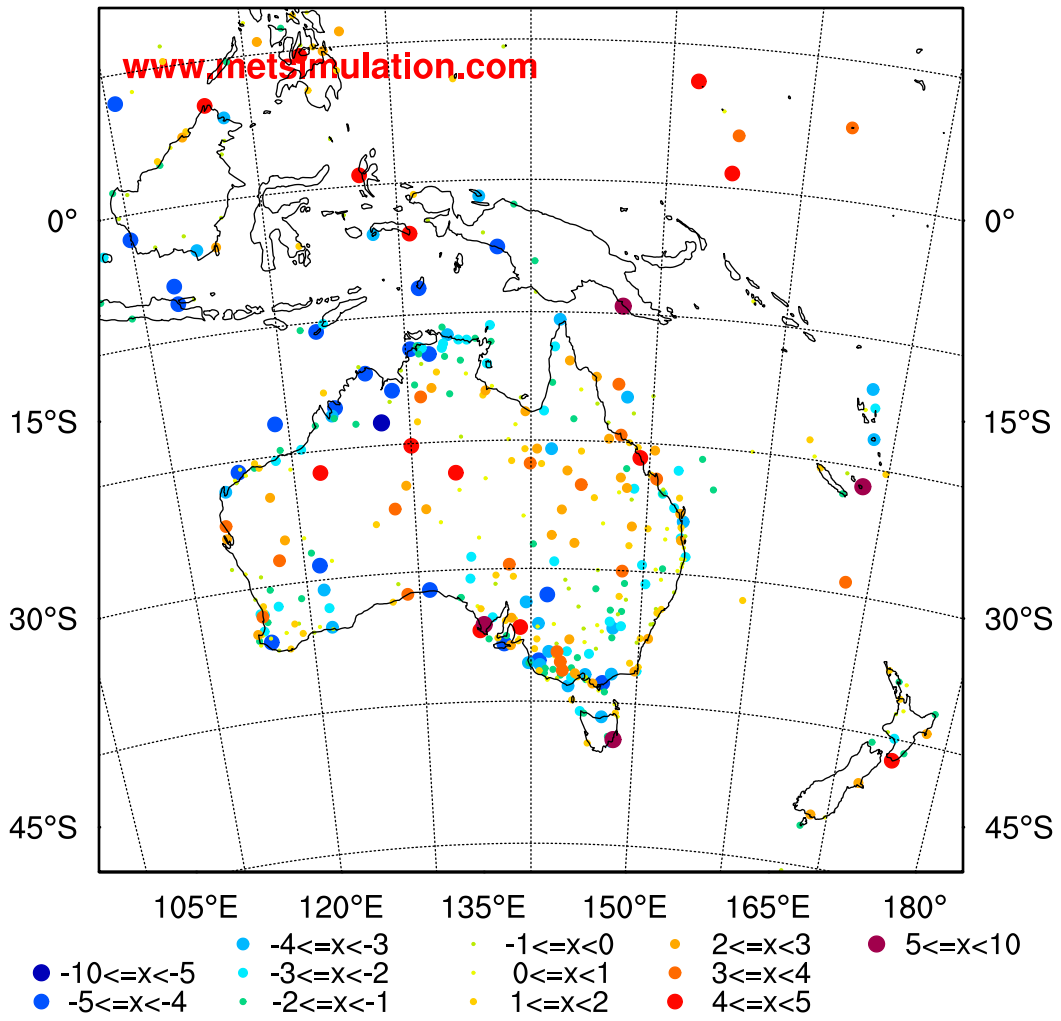 www.metsimulation.com
0° 0°
15°S 15°S
30°S 30°S
45°S 45°S
105°E 120°E 135°E 150°E 165°E 180°
-4<=x<-3 -1<=x<0 2<=x<3 5<=x<10
-10<=x<-5 -3<=x<-2 0<=x<1 3<=x<4
-5<=x<-4 -2<=x<-1 1<=x<2 4<=x<5